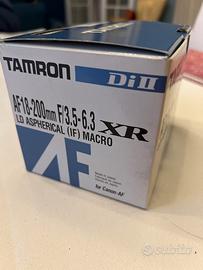 TAMRON
Di II
AF18-200mm F/3.5-6.3 XR
LD ASPHERICAL (IF) MACRO
AF
for Canon-AF
subito.it